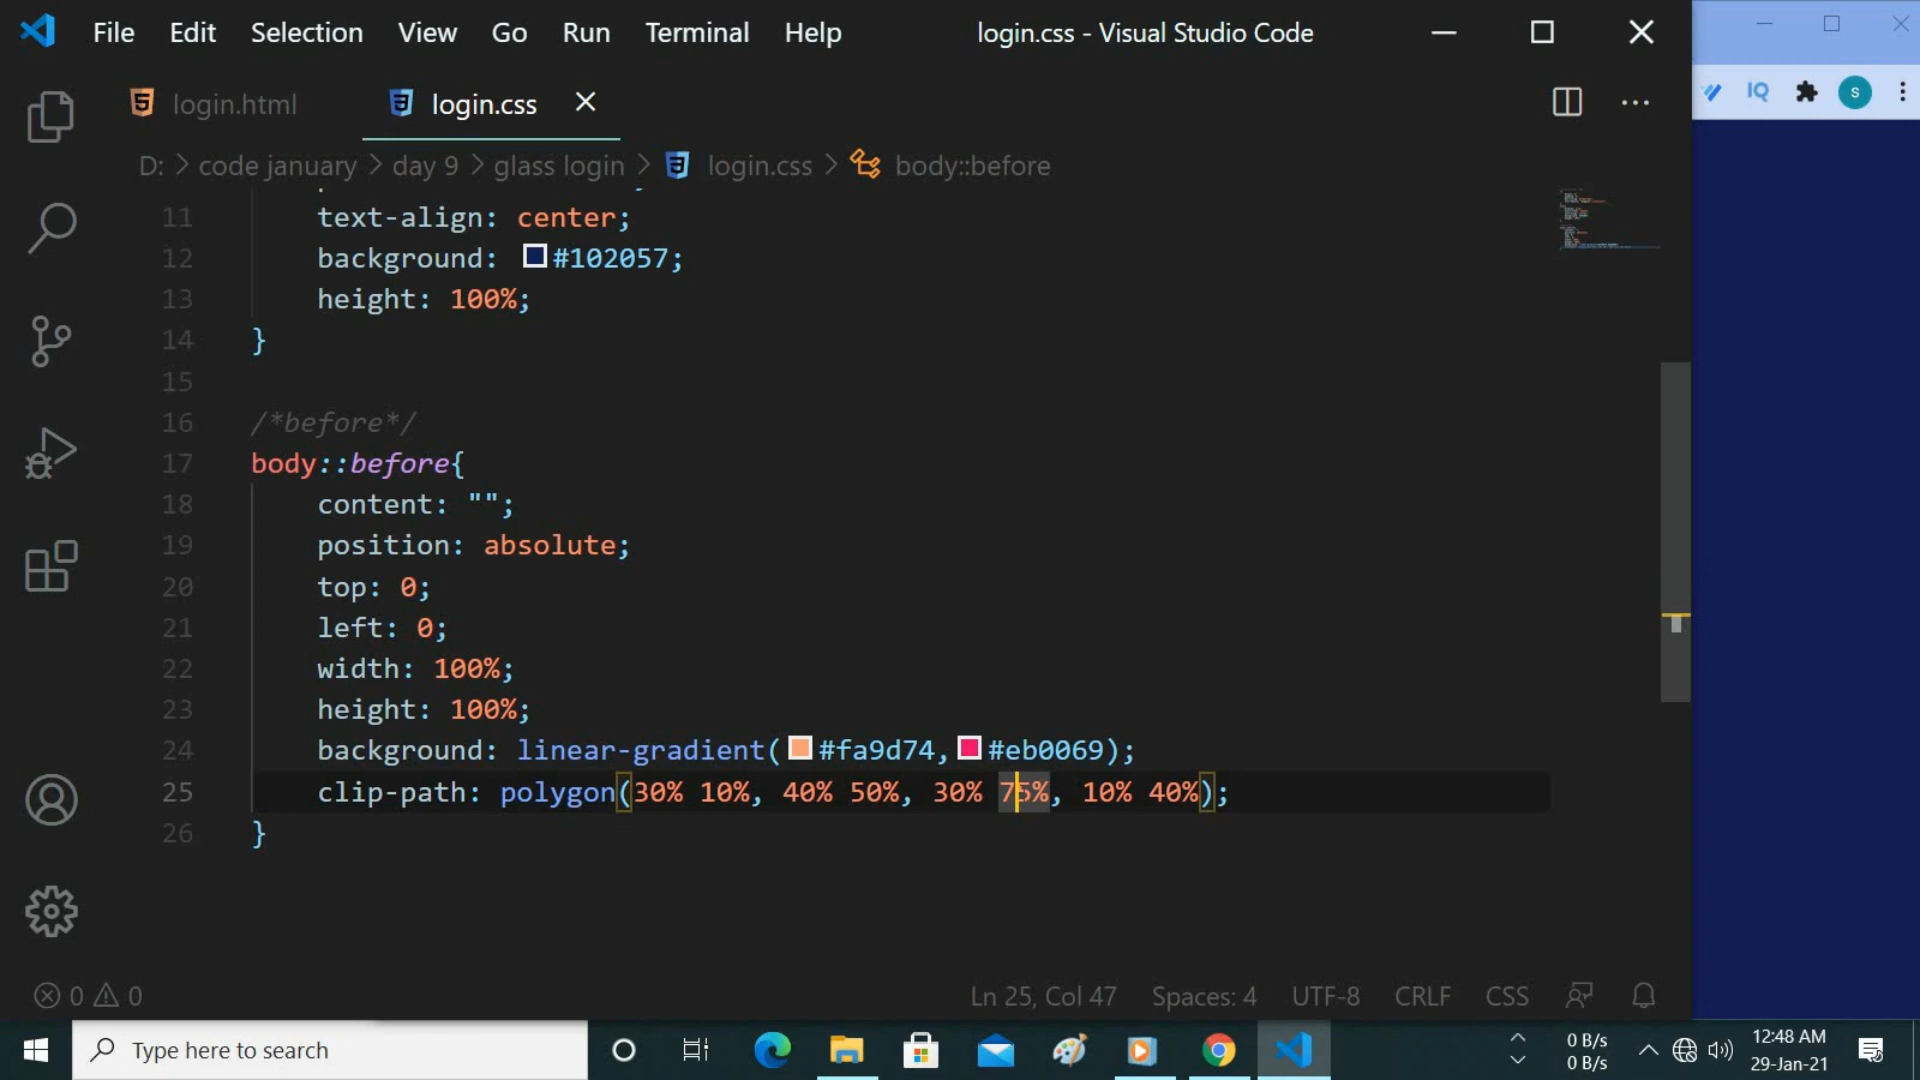 File Edit Selection View Go Run Terminal Help login.css - Visual Studio Code
login.html login.css
D: > code january > day 9 > glass login > login.css > body::before
IQ
s
11 text-align: center;
12 background: #102057;
13 height: 100%;
14 }
15
16 /*before*/
17 body::before{
18 content: "";
19 position: absolute;
20 top: 0;
21 left: 0;
22 width: 100%;
23 height: 100%;
24 background: linear-gradient(#fa9d74,#eb0069);
25 clip-path: polygon(30% 10%, 40% 50%, 30% 75%, 10% 40%);
26 }
0 0 Ln 25, Col 47 Spaces: 4 UTF-8 CRLF CSS
Type here to search
0 B/s
0 B/s
12:48 AM
29-Jan-21